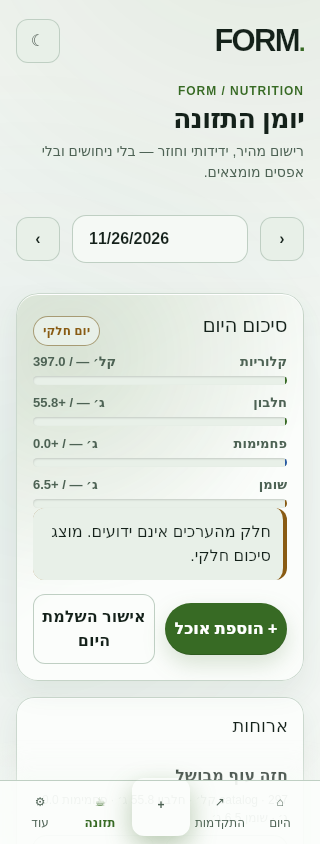 FORM.
☾
FORM / NUTRITION
יומן התזונה
רישום מהיר, ידידותי וחוזר — בלי ניחושים ובלי
אפסים מומצאים.
‹ 11/26/2026 ›
סיכום היום
יום חלקי
קלוריות
397.0 / — קל׳
חלבון
55.8+ / — ג׳
פחמימות
0.0+ / — ג׳
שומן
6.5+ / — ג׳
חלק מהערכים אינם ידועים. מוצג
סיכום חלקי.
+ הוספת אוכל
אישור השלמת
היום
ארוחות
חזה עוף מבושל
היום
התקדמות
+
תזונה
עוד